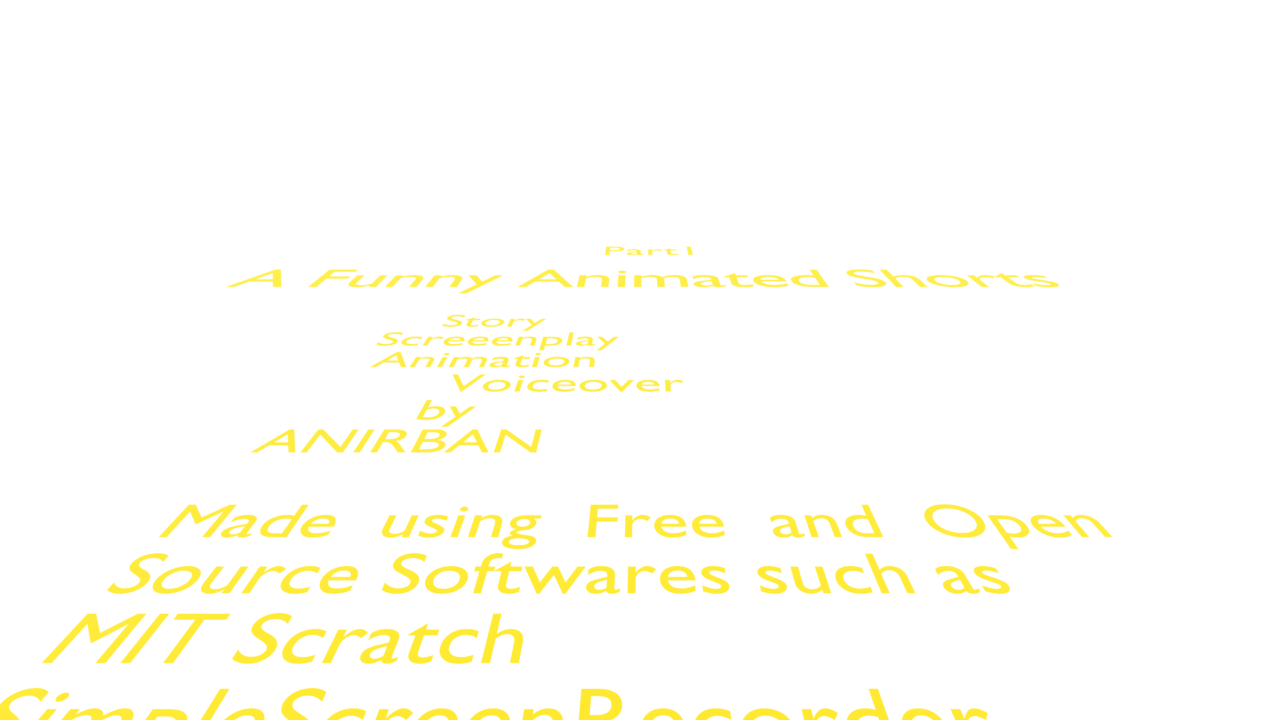 Part 1
A Funny Animated Shorts
Story
Screeenplay
Animation
Voiceover
by
ANIRBAN
Made using Free and Open
Source Softwares such as
MIT Scratch
SimpleScreenRecorder